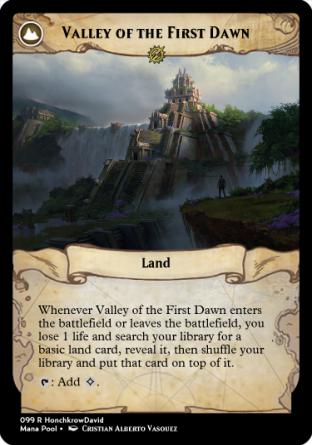 VALLEY OF THE FIRST DAWN
Land
Whenever Valley of the First Dawn enters
the battlefield or leaves the battlefield, you
lose 1 life and search your library for a
basic land card, reveal it, then shuffle your
library and put that card on top of it.
: Add .
099 R HonchkrowDavid
Mana Pool • CRISTIAN ALBERTO VASQUEZ